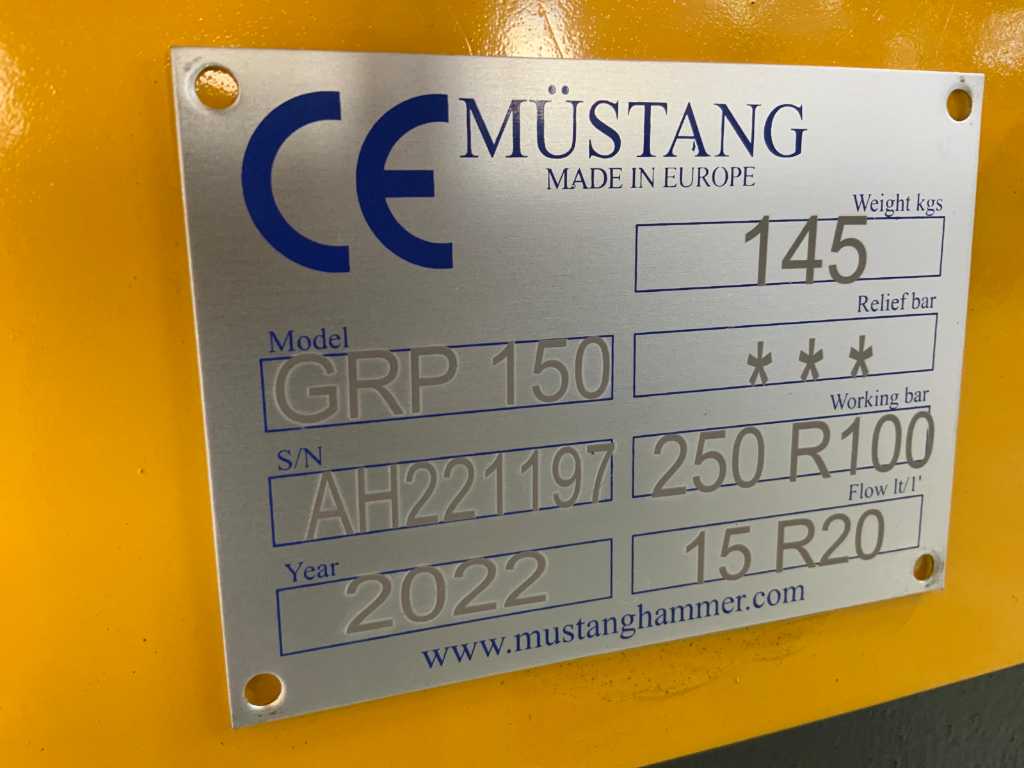 CE MÜSTANG
MADE IN EUROPE
Weight kgs
145
Relief bar
***
Model
GRP 150
Working bar
250 R100
S/N
AH221197
Flow lt/1'
15 R20
Year
2022
www.mustanghammer.com